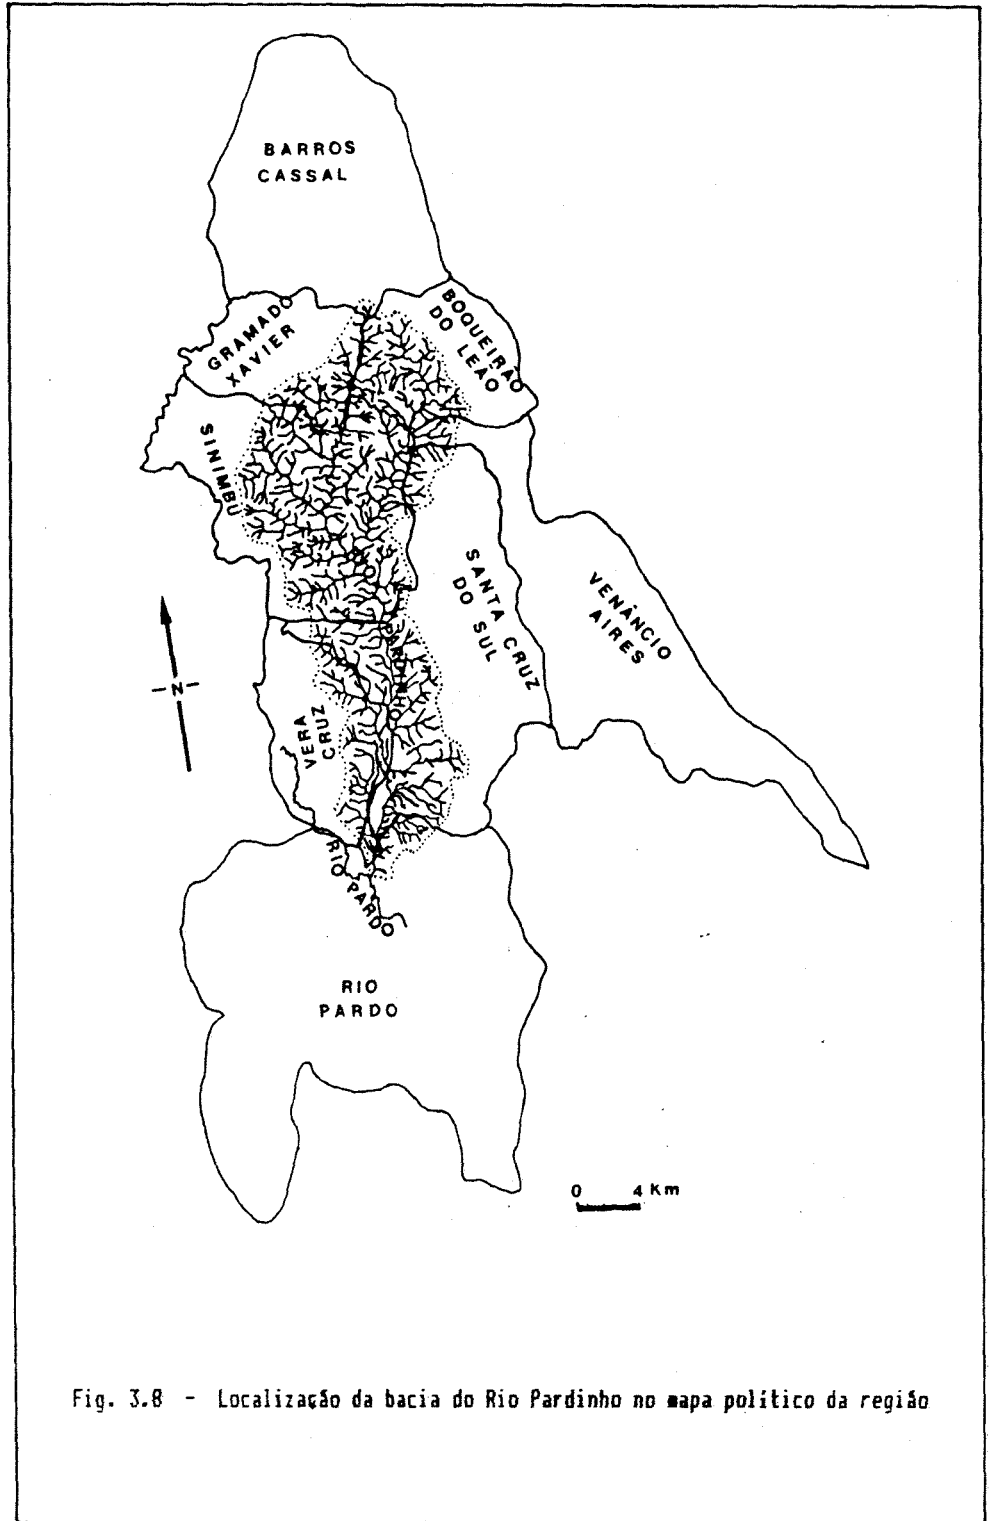 BARROS
CASSAL
GRAMADO
XAVIER
BOQUEIRÃO
DO LEÃO
SINIMBÚ
SANTA CRUZ
DO SUL
VENÂNCIO
AIRES
RIO
PARDINHO
VERA
CRUZ
N
RIO PARDO
RIO
PARDO
0 4 Km
Fig. 3.8 - Localização da bacia do Rio Pardinho no mapa político da região